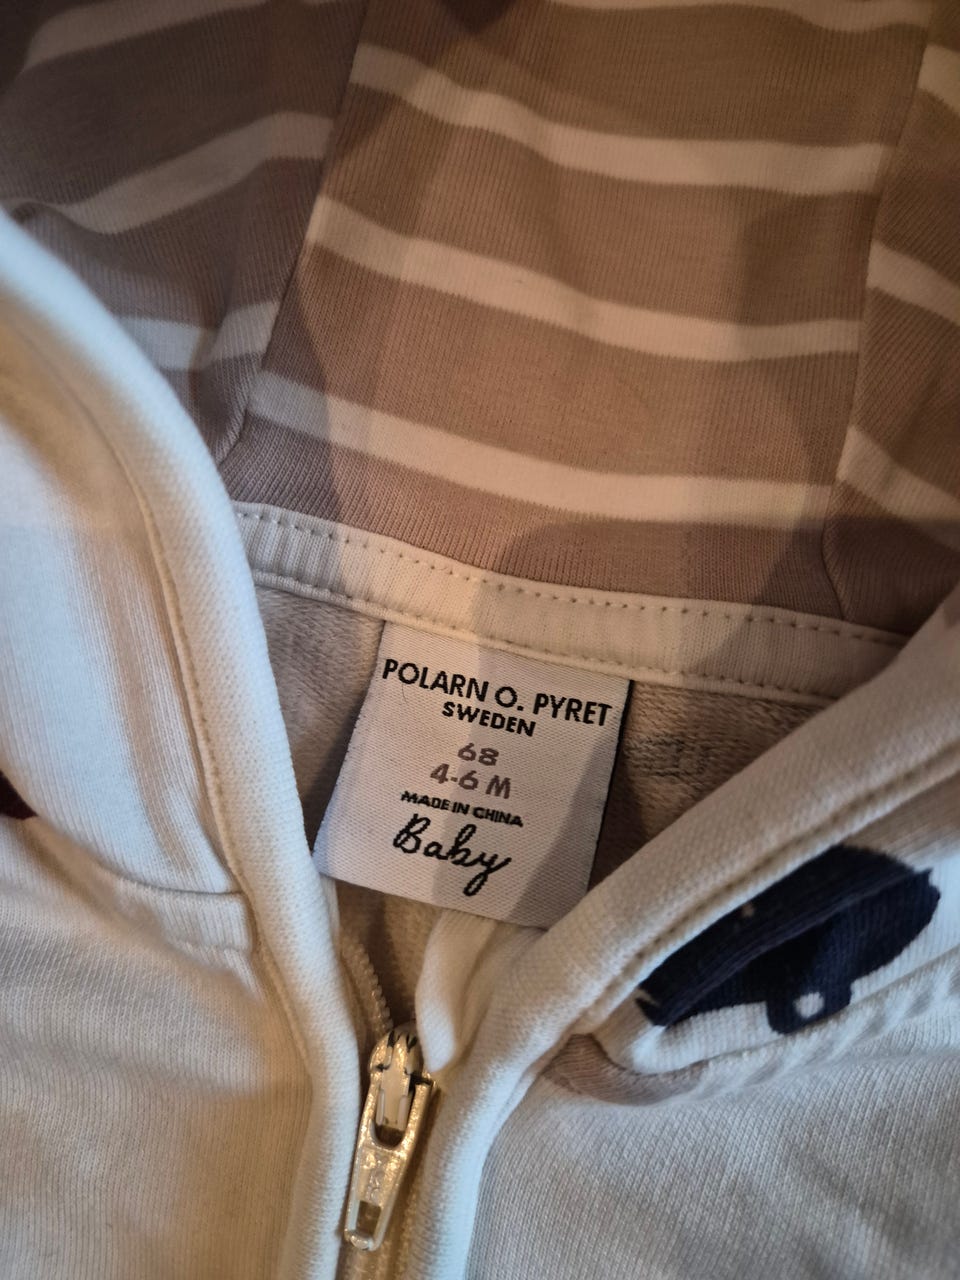 POLARN O. PYRET
SWEDEN
68
4-6 M
MADE IN CHINA
Baby